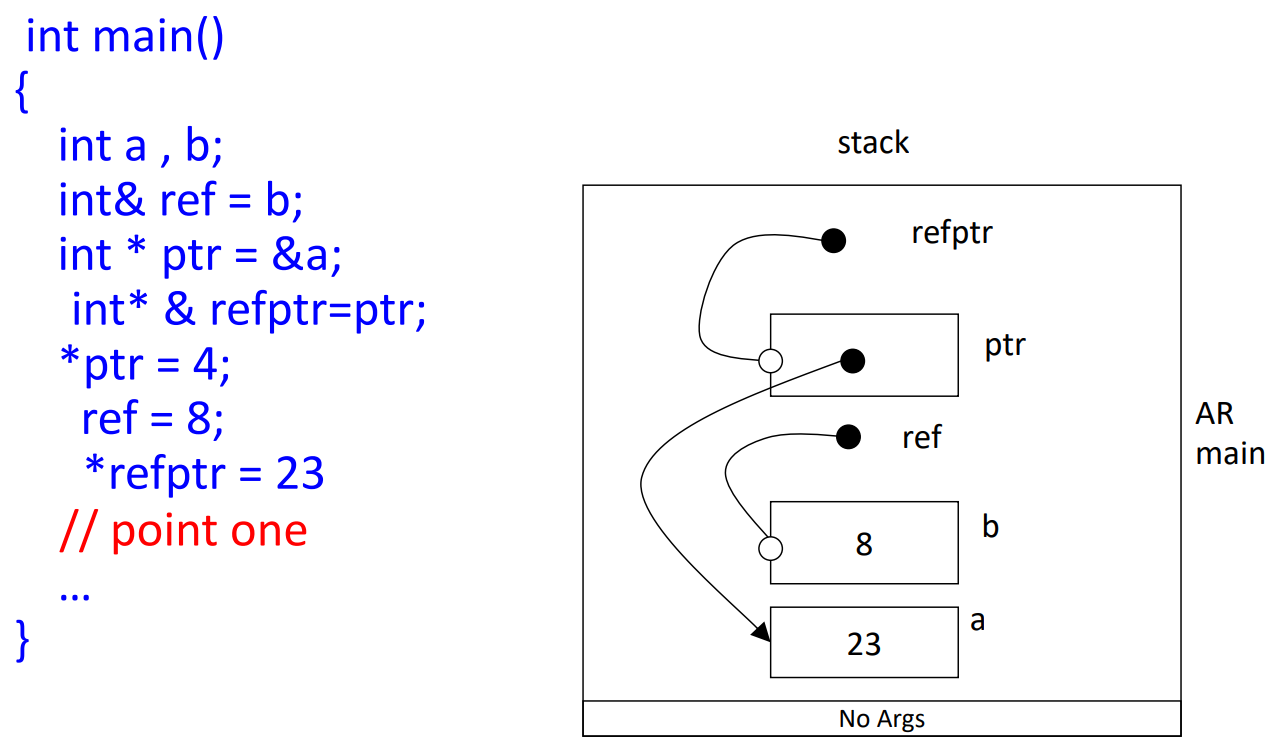 int main()
{
int a , b;
int& ref = b;
int * ptr = &a;
int* & refptr=ptr;
*ptr = 4;
ref = 8;
*refptr = 23
// point one
...
}
stack
refptr
ptr
ref
8
b
23
a
No Args
AR
main